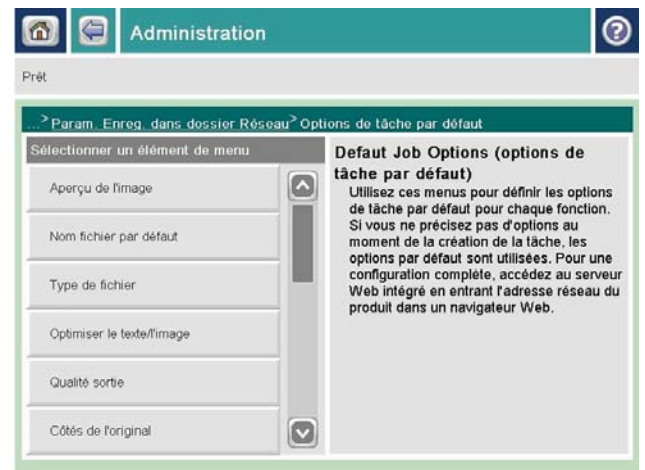 Administration
Prêt
...> Param. Enreg. dans dossier Réseau> Options de tâche par défaut
Sélectionner un élément de menu
Aperçu de l'image
Nom fichier par défaut
Type de fichier
Optimiser le texte/l'image
Qualité sortie
Côtés de l'original
Defaut Job Options (options de
tâche par défaut)
Utilisez ces menus pour définir les options
de tâche par défaut pour chaque fonction.
Si vous ne précisez pas d'options au
moment de la création de la tâche, les
options par défaut sont utilisées. Pour une
configuration complète, accédez au serveur
Web intégré en entrant l'adresse réseau du
produit dans un navigateur Web.